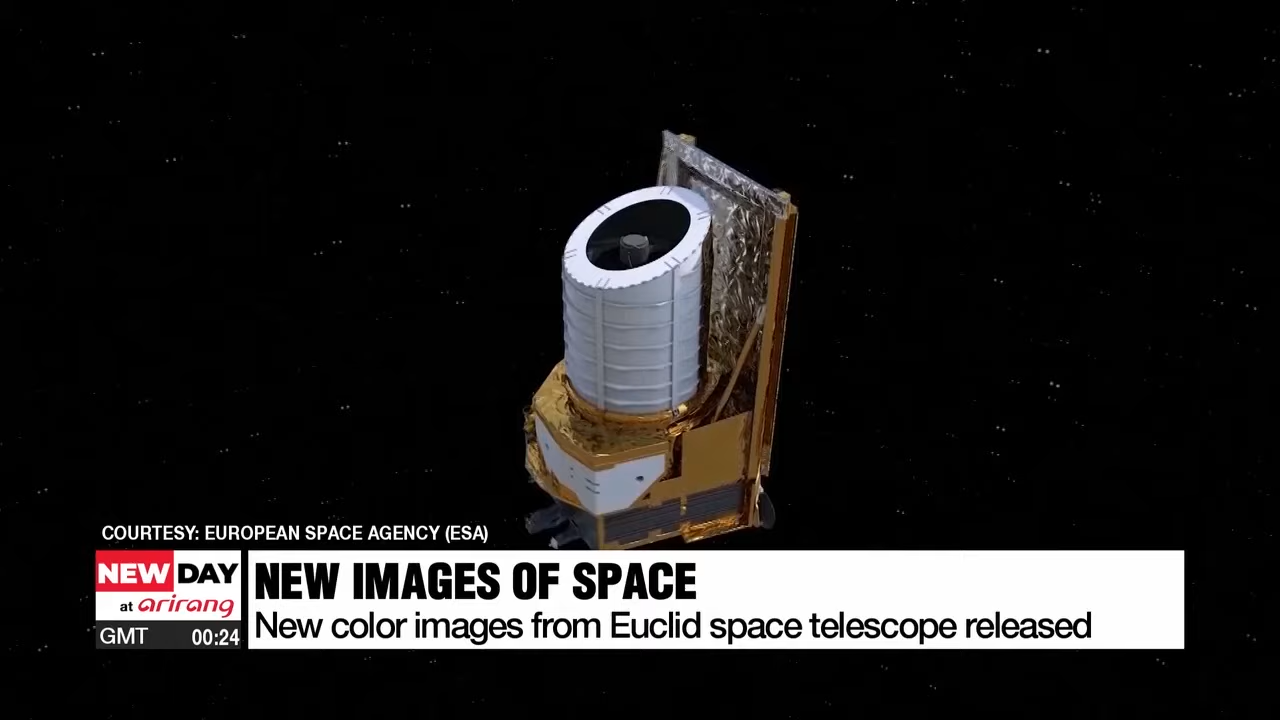 COURTESY: EUROPEAN SPACE AGENCY (ESA)
NEW DAY
at arirang
GMT 00:24
NEW IMAGES OF SPACE
New color images from Euclid space telescope released